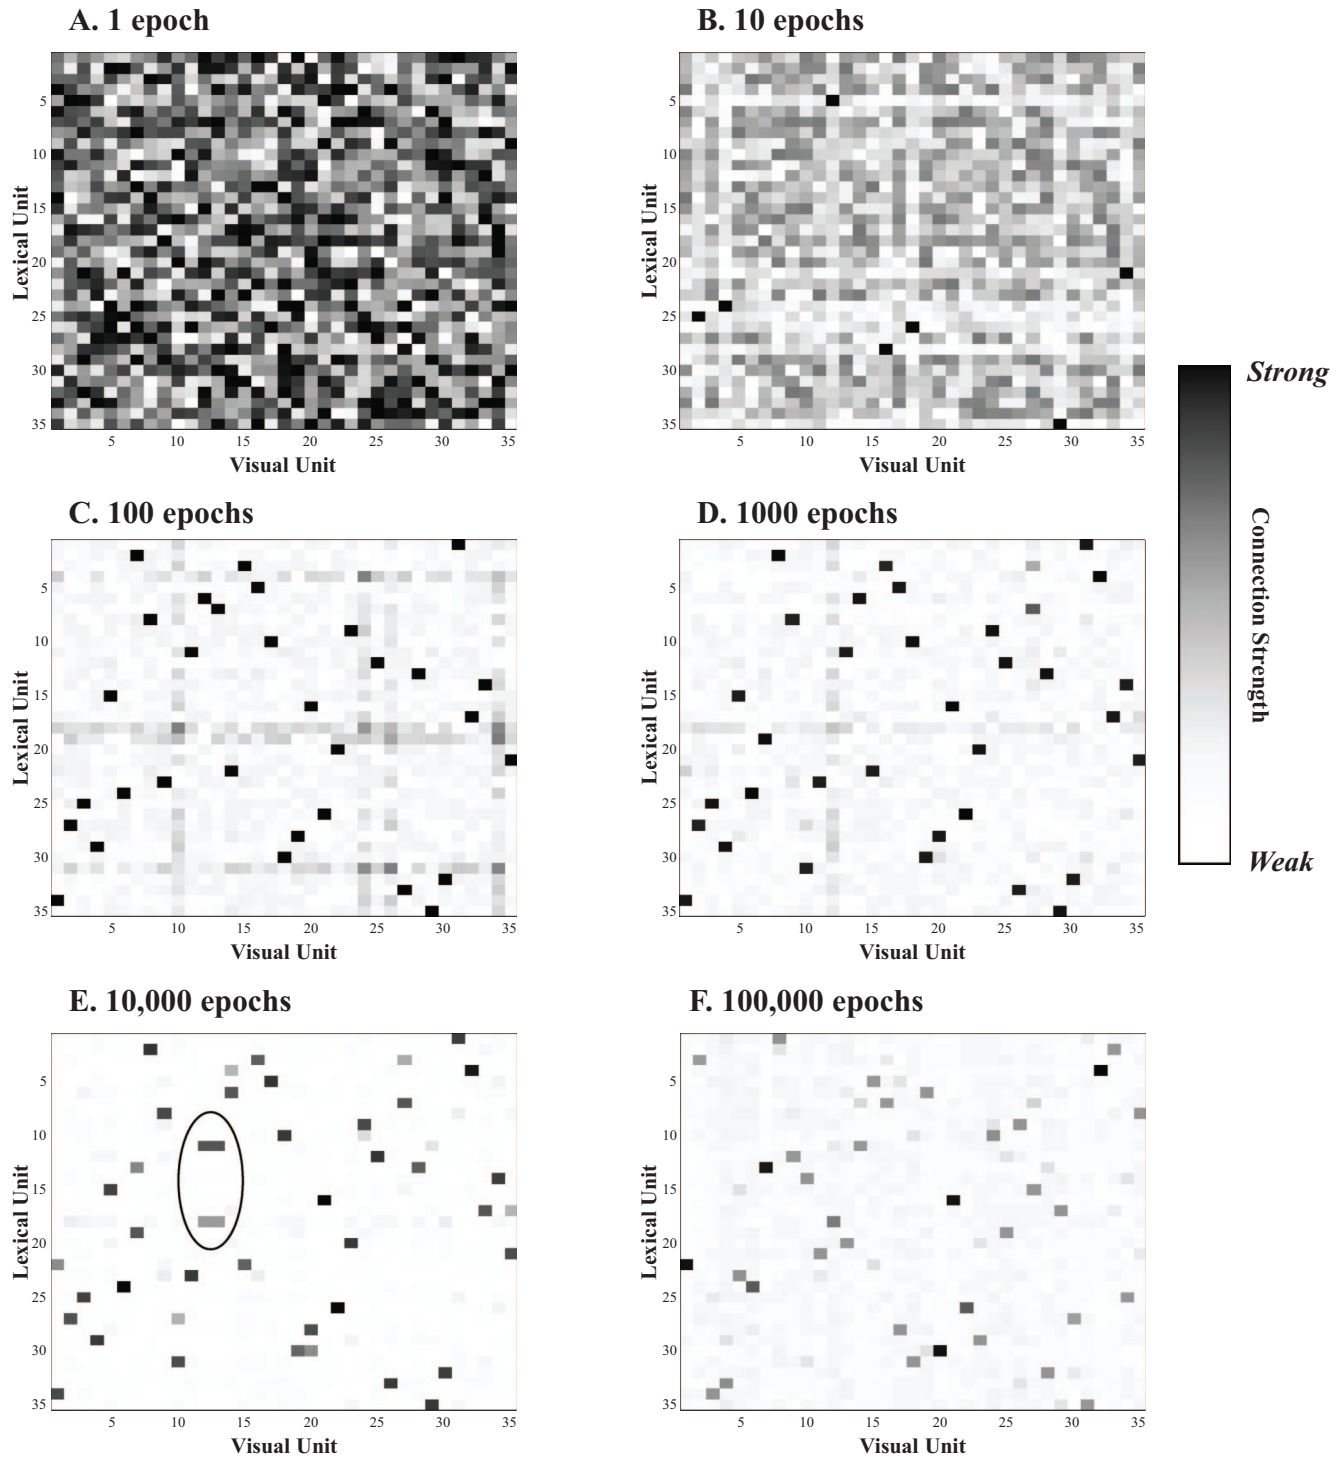 A. 1 epoch
B. 10 epochs
Lexical Unit
5
10
15
20
25
30
35
5 10 15 20 25 30 35
Visual Unit
Lexical Unit
5
10
15
20
25
30
35
5 10 15 20 25 30 35
Visual Unit
Strong
Connection Strength
Weak
C. 100 epochs
D. 1000 epochs
Lexical Unit
5
10
15
20
25
30
35
5 10 15 20 25 30 35
Visual Unit
Lexical Unit
5
10
15
20
25
30
35
5 10 15 20 25 30 35
Visual Unit
E. 10,000 epochs
F. 100,000 epochs
Lexical Unit
5
10
15
20
25
30
35
5 10 15 20 25 30 35
Visual Unit
Lexical Unit
5
10
15
20
25
30
35
5 10 15 20 25 30 35
Visual Unit